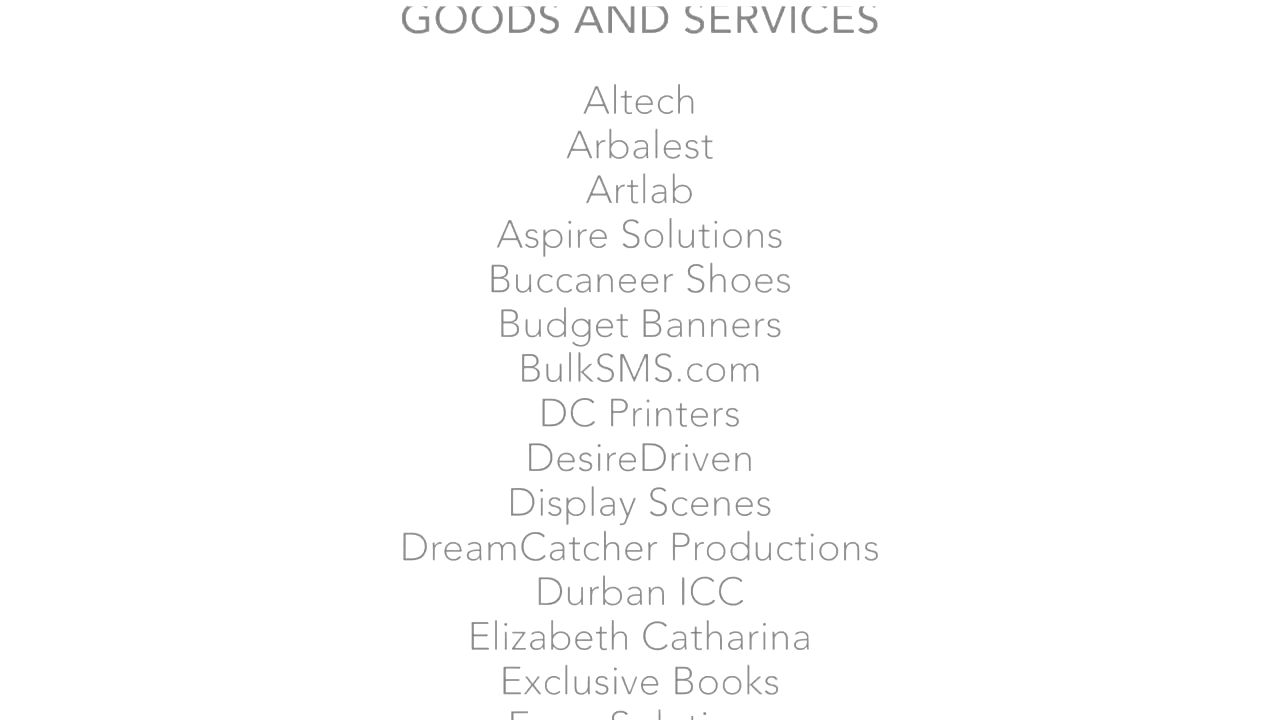 GOODS AND SERVICES
Altech
Arbalest
Artlab
Aspire Solutions
Buccaneer Shoes
Budget Banners
BulkSMS.com
DC Printers
DesireDriven
Display Scenes
DreamCatcher Productions
Durban ICC
Elizabeth Catharina
Exclusive Books